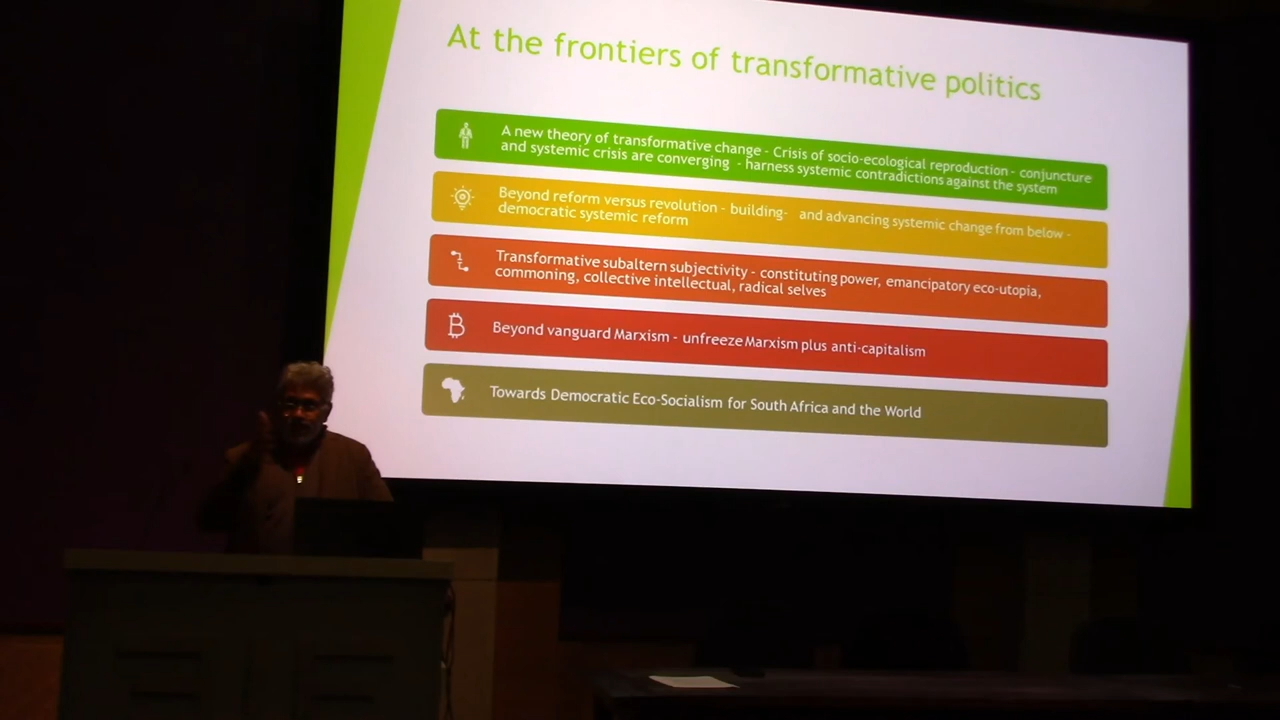 At the frontiers of transformative politics
A new theory of transformative change - Crisis of socio-ecological reproduction - conjuncture
and systemic crisis are converging - harness systemic contradictions against the system
Beyond reform versus revolution - building- and advancing systemic change from below -
democratic systemic reform
Transformative subaltern subjectivity - constituting power, emancipatory eco-utopia,
commoning, collective intellectual, radical selves
Beyond vanguard Marxism - unfreeze Marxism plus anti-capitalism
Towards Democratic Eco-Socialism for South Africa and the World